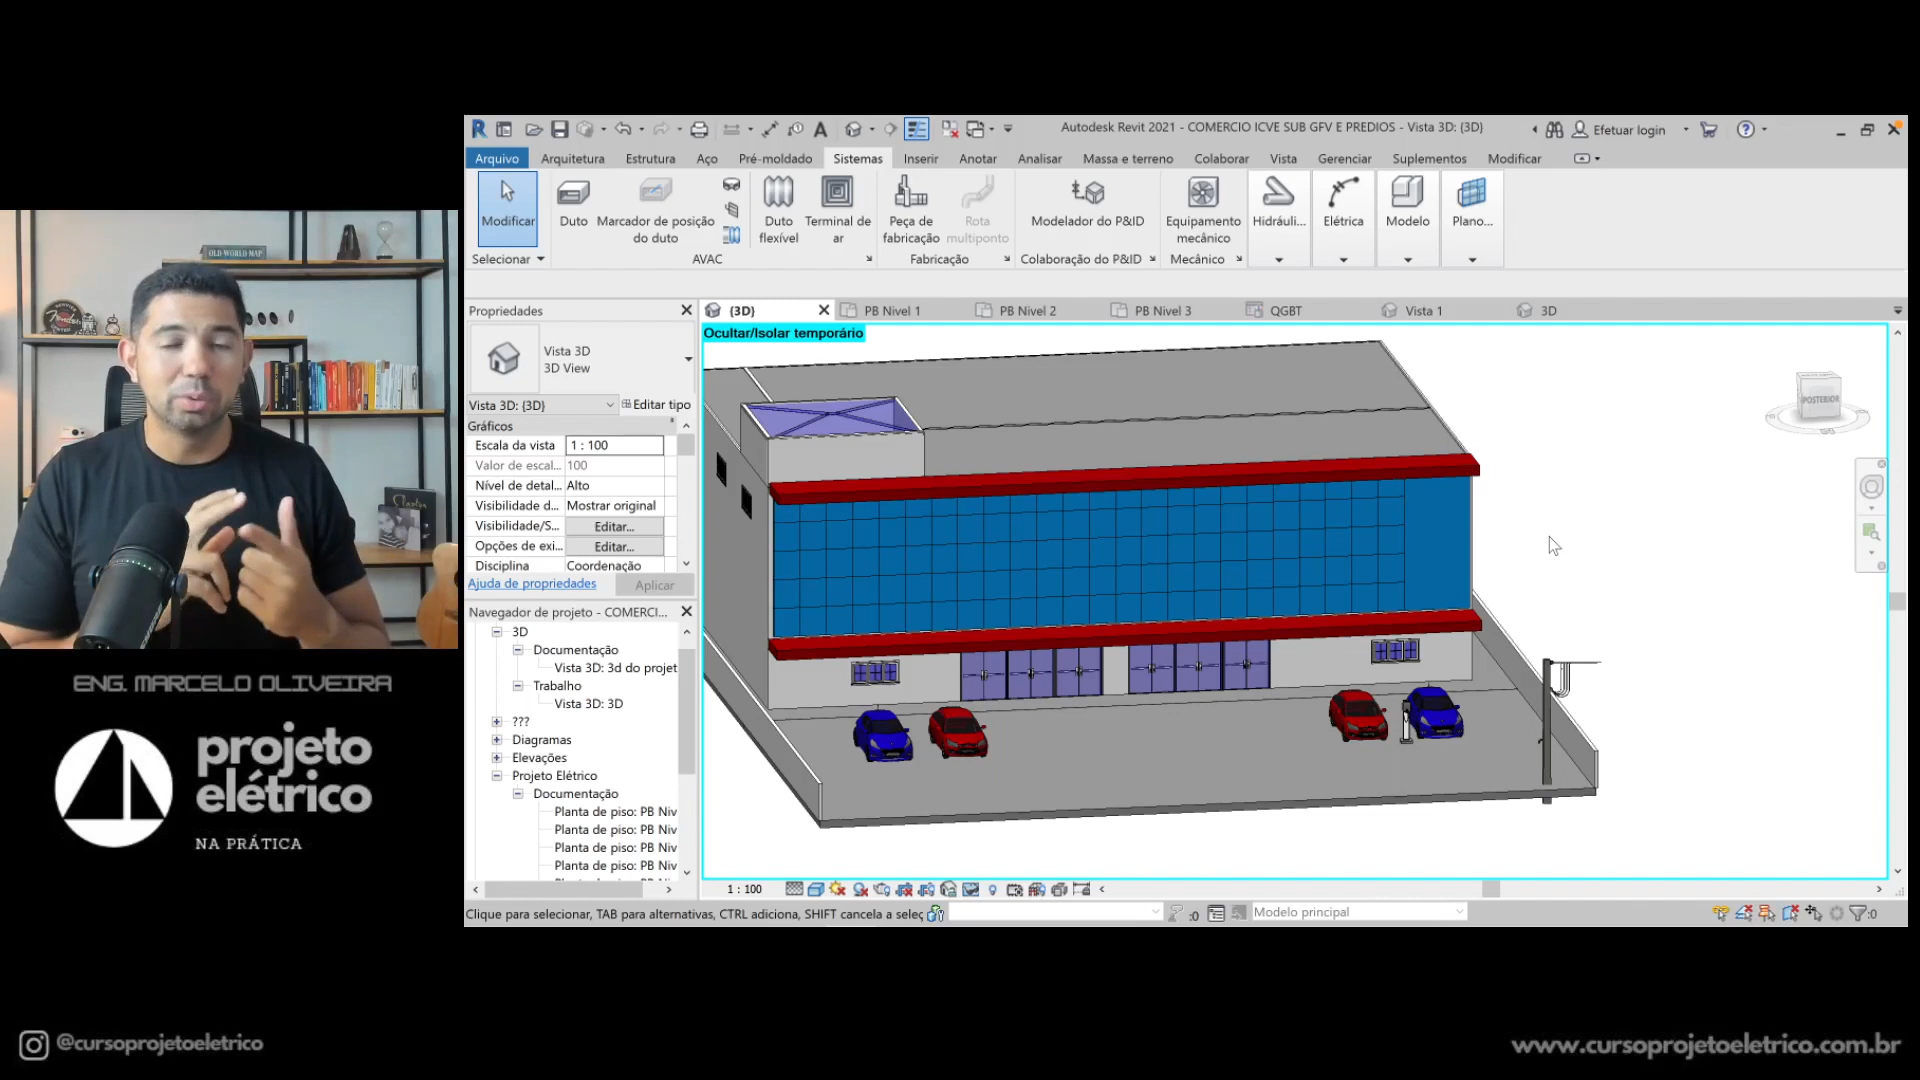 Autodesk Revit 2021 - COMERCIO ICVE SUB GFV E PREDIOS - Vista 3D: {3D}
Efetuar login
Arquivo Arquitetura Estrutura Aço Pré-moldado Sistemas Inserir Anotar Analisar Massa e terreno Colaborar Vista Gerenciar Suplementos Modificar
Modificar
Duto
Marcador de posição
do duto
Duto
flexível
Terminal de
ar
Peça de
fabricação
Rota
multiponto
Modelador do P&ID
Equipamento
mecânico
Hidráuli...
Elétrica
Modelo
Plano...
Selecionar
AVAC
Fabricação
Colaboração do P&ID
Mecânico
Propriedades
{3D}
PB Nivel 1
PB Nivel 2
PB Nivel 3
QGBT
Vista 1
3D
Ocultar/Isolar temporário
Vista 3D
3D View
Vista 3D: {3D}
Editar tipo
Gráficos
Escala da vista 1 : 100
Valor de escal... 100
Nível de detal... Alto
Visibilidade d... Mostrar original
Visibilidade/S... Editar...
Opções de exi... Editar...
Disciplina Coordenação
Ajuda de propriedades
Aplicar
Navegador de projeto - COMERCI...
3D
Documentação
Vista 3D: 3d do projet
Trabalho
Vista 3D: 3D
???
Diagramas
Elevações
Projeto Elétrico
Documentação
Planta de piso: PB Niv
Planta de piso: PB Niv
Planta de piso: PB Niv
Planta de piso: PB Niv
POSTERIOR
1 : 100
Clique para selecionar, TAB para alternativas, CTRL adiciona, SHIFT cancela a seleç
:0
Modelo principal
:0
OLD WORLD MAP
Fender
ENG. MARCELO OLIVEIRA
projeto
elétrico
NA PRÁTICA
@cursoprojetoeletrico
www.cursoprojetoeletrico.com.br